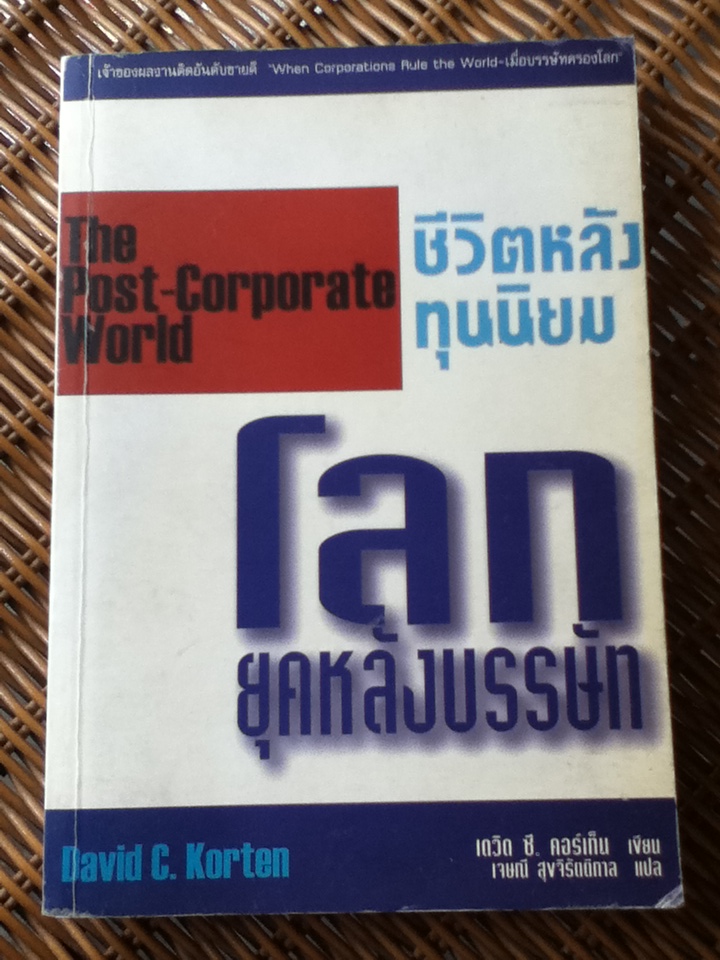 เจ้าของผลงานติดอันดับขายดี "When Corporations Rule the World-เมื่อบรรษัทครองโลก"
The
Post-Corporate
World
ชีวิตหลัง
ทุนนิยม
โลก
ยุคหลังบรรษัท
David C. Korten
เดวิด ซี. คอร์เท็น เขียน
เจษณี สุขจิรัตติกาล แปล